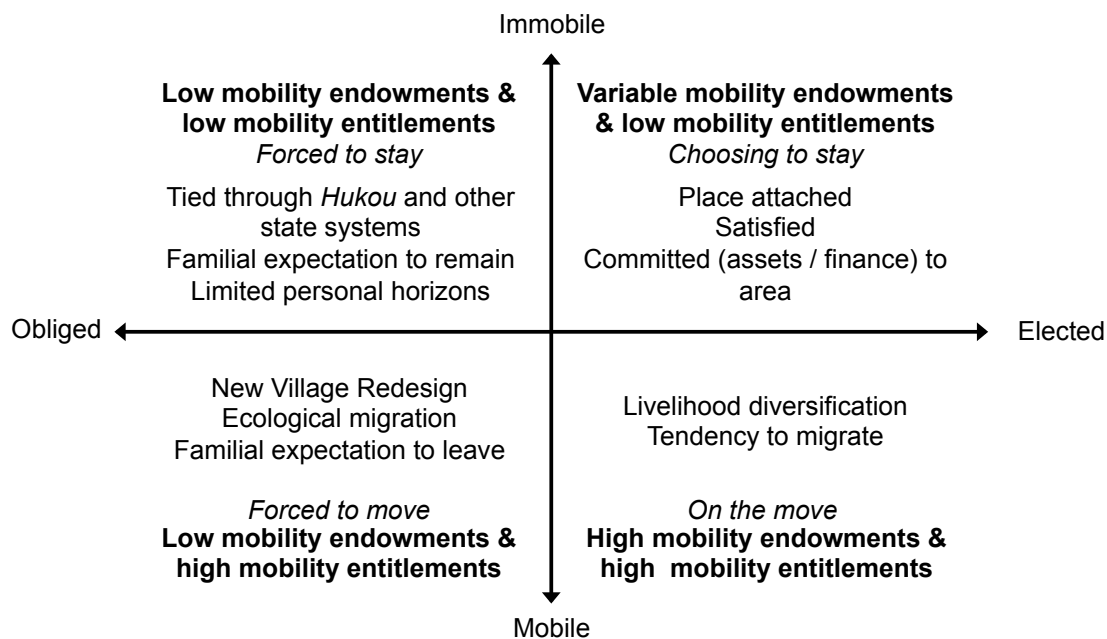 Immobile
Low mobility endowments &
low mobility entitlements
Forced to stay
Tied through Hukou and other
state systems
Familial expectation to remain
Limited personal horizons
Variable mobility endowments
& low mobility entitlements
Choosing to stay
Place attached
Satisfied
Committed (assets / finance) to
area
Obliged
Elected
New Village Redesign
Ecological migration
Familial expectation to leave
Forced to move
Low mobility endowments &
high mobility entitlements
Livelihood diversification
Tendency to migrate
On the move
High mobility endowments &
high mobility entitlements
Mobile